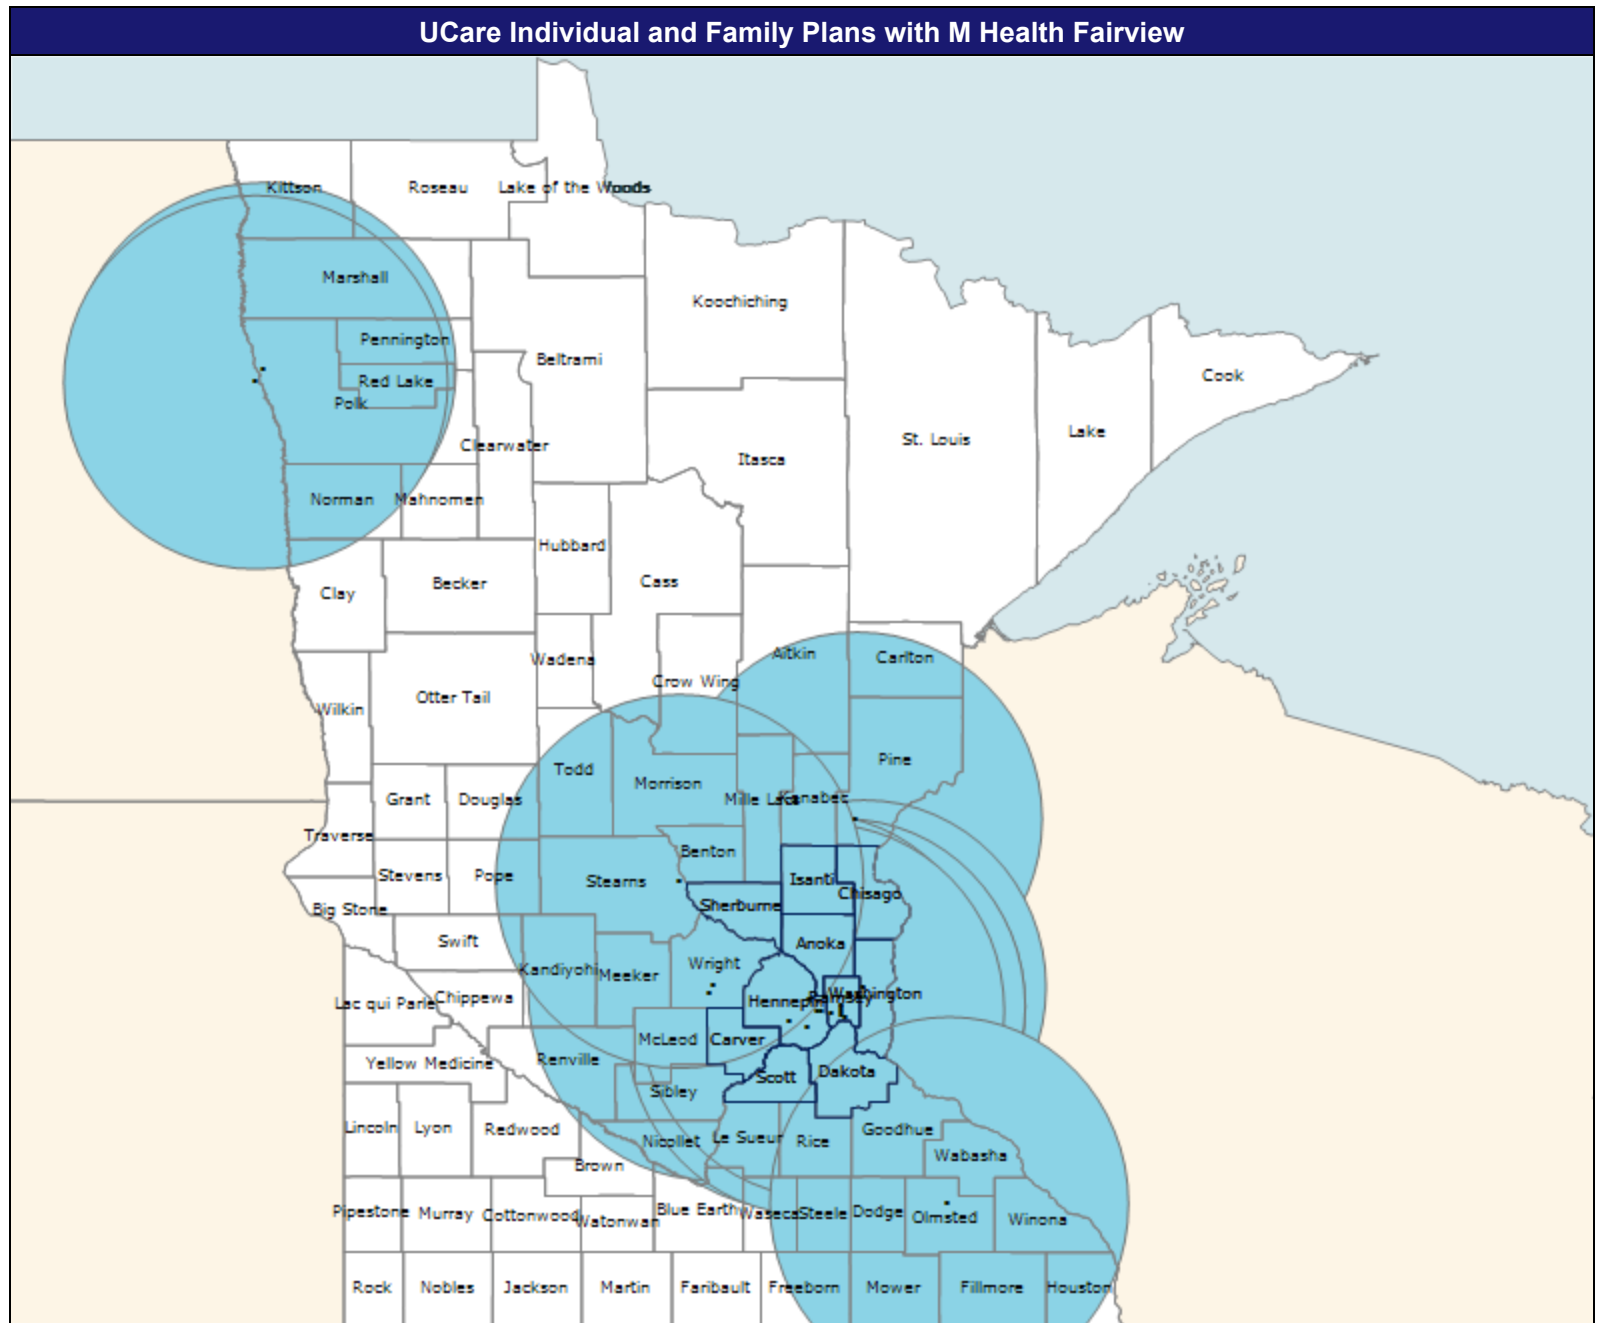 UCare Individual and Family Plans with M Health Fairview
Kittson
Roseau
Lake of the Woods
Marshall
Koochiching
Pennington
Beltrami
Red Lake
Cook
Polk
Lake
St. Louis
Clearwater
Itasca
Norman
Mahnomen
Hubbard
Cass
Becker
Clay
Aitkin
Carlton
Wadena
Crow Wing
Otter Tail
Wilkin
Pine
Todd
Morrison
Mille Lacs
Kanabec
Grant
Douglas
Traverse
Benton
Stevens
Pope
Stearns
Isanti
Chisago
Sherburne
Big Stone
Swift
Anoka
Wright
Kandiyohi
Meeker
Washington
Lac qui Parle
Chippewa
Hennepin
Ramsey
McLeod
Carver
Yellow Medicine
Renville
Scott
Dakota
Sibley
Lincoln
Lyon
Redwood
Nicollet
Le Sueur
Rice
Goodhue
Wabasha
Brown
Pipestone
Murray
Cottonwood
Watonwan
Blue Earth
Waseca
Steele
Dodge
Olmsted
Winona
Rock
Nobles
Jackson
Martin
Faribault
Freeborn
Mower
Fillmore
Houston